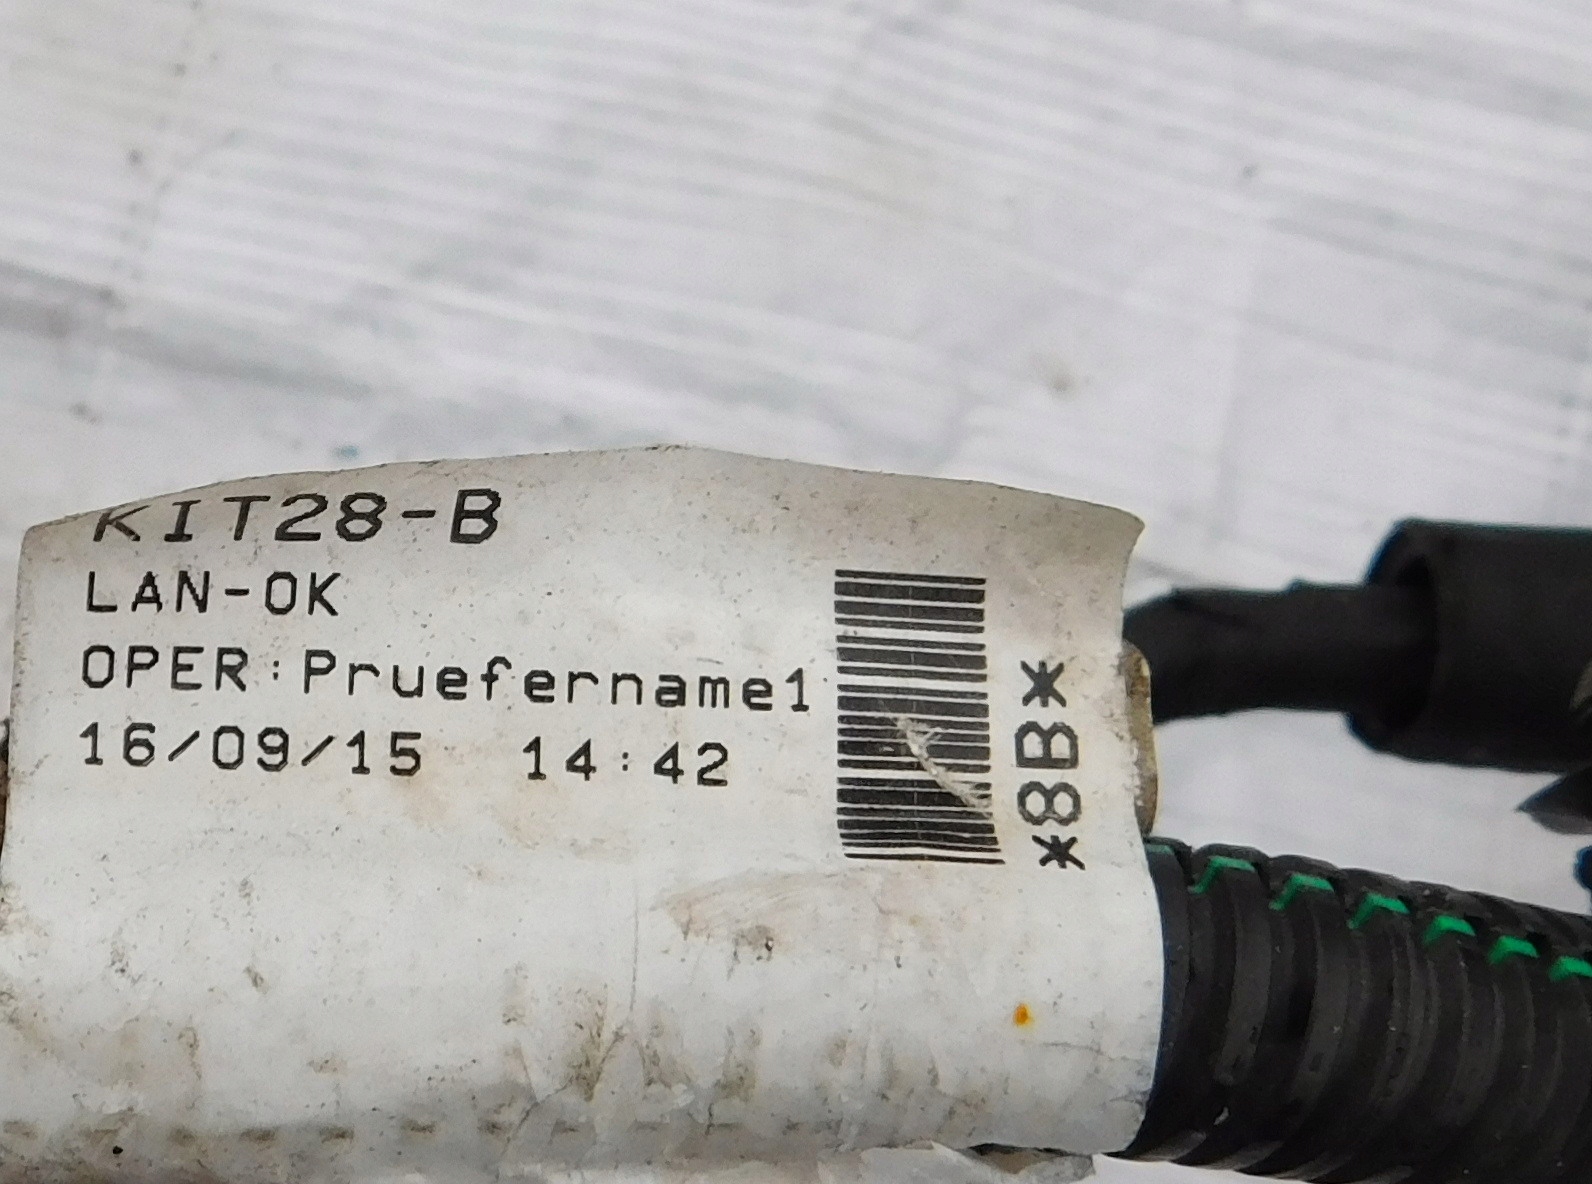 KIT28-B
LAN-OK
OPER:Pruefername1
16/09/15 14:42
*8B*